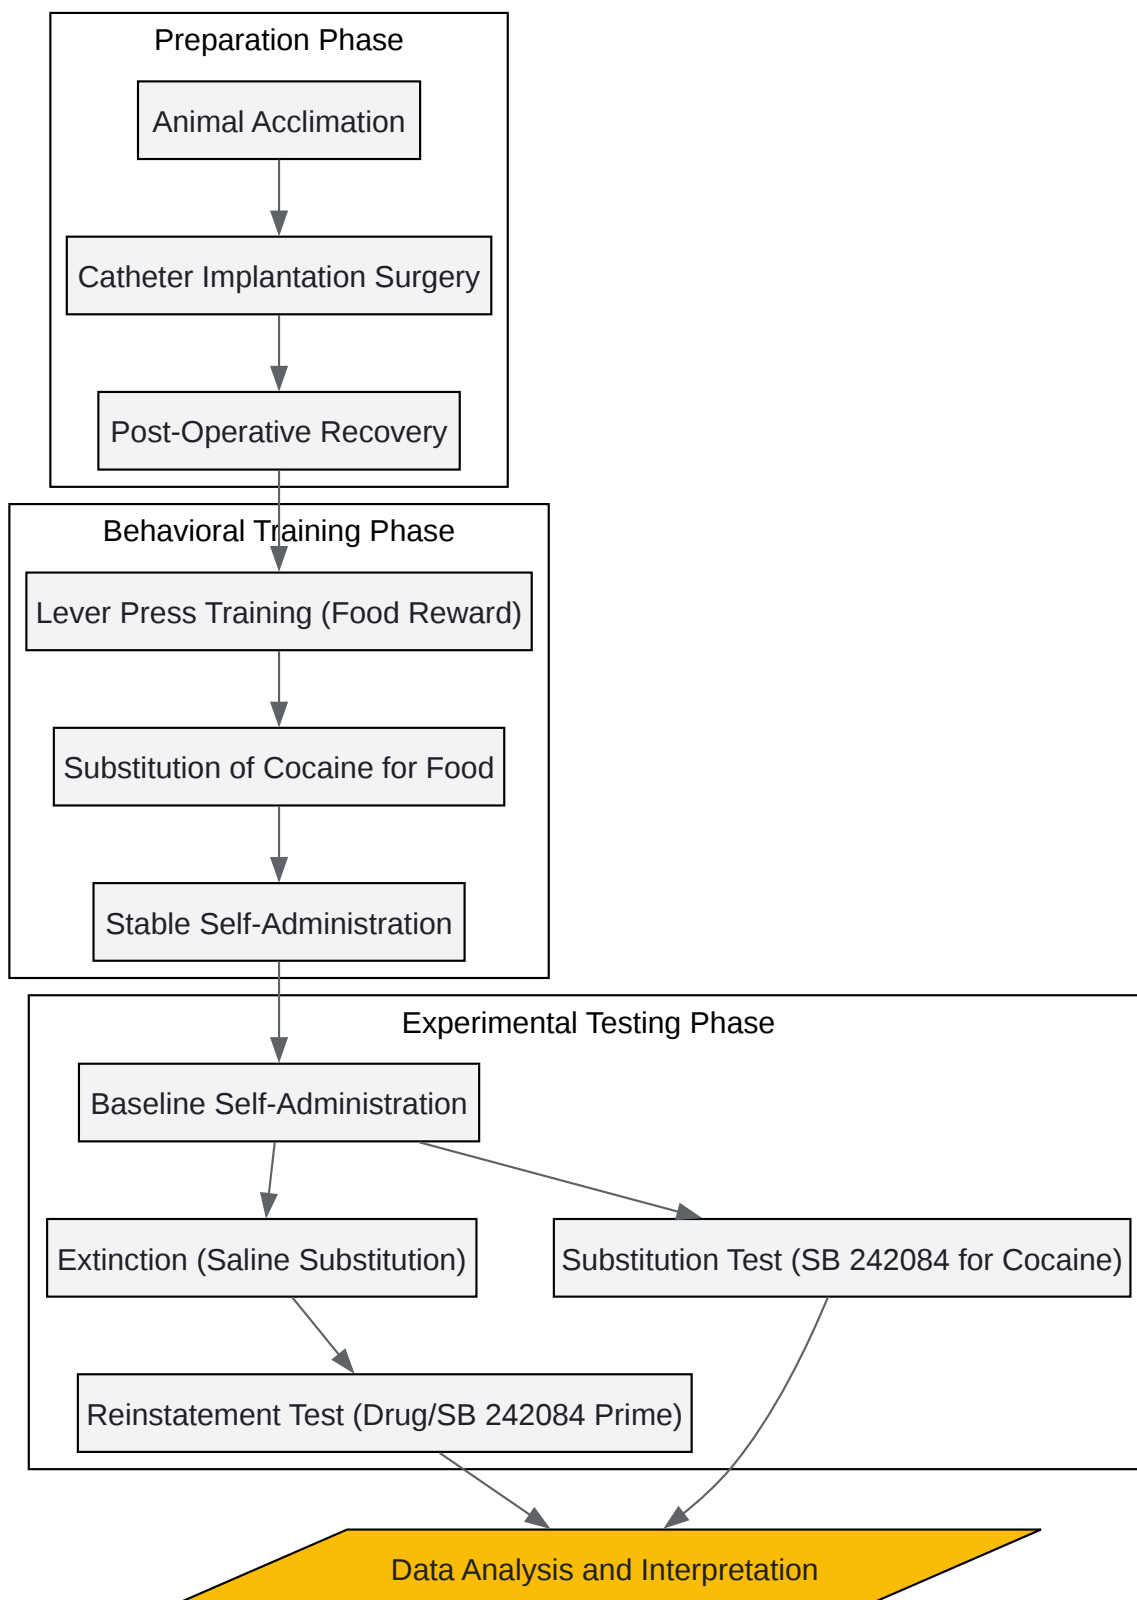 Preparation Phase
Animal Acclimation
Catheter Implantation Surgery
Post-Operative Recovery
Behavioral Training Phase
Lever Press Training (Food Reward)
Substitution of Cocaine for Food
Stable Self-Administration
Experimental Testing Phase
Baseline Self-Administration
Extinction (Saline Substitution)
Substitution Test (SB 242084 for Cocaine)
Reinstatement Test (Drug/SB 242084 Prime)
Data Analysis and Interpretation